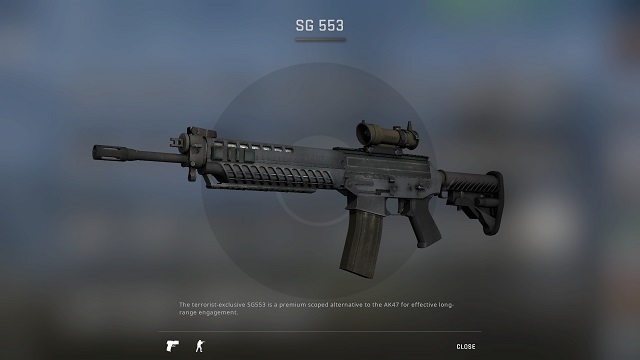 SG 553
The terrorist-exclusive SG553 is a premium scoped alternative to the AK47 for effective long-
range engagement.
CLOSE